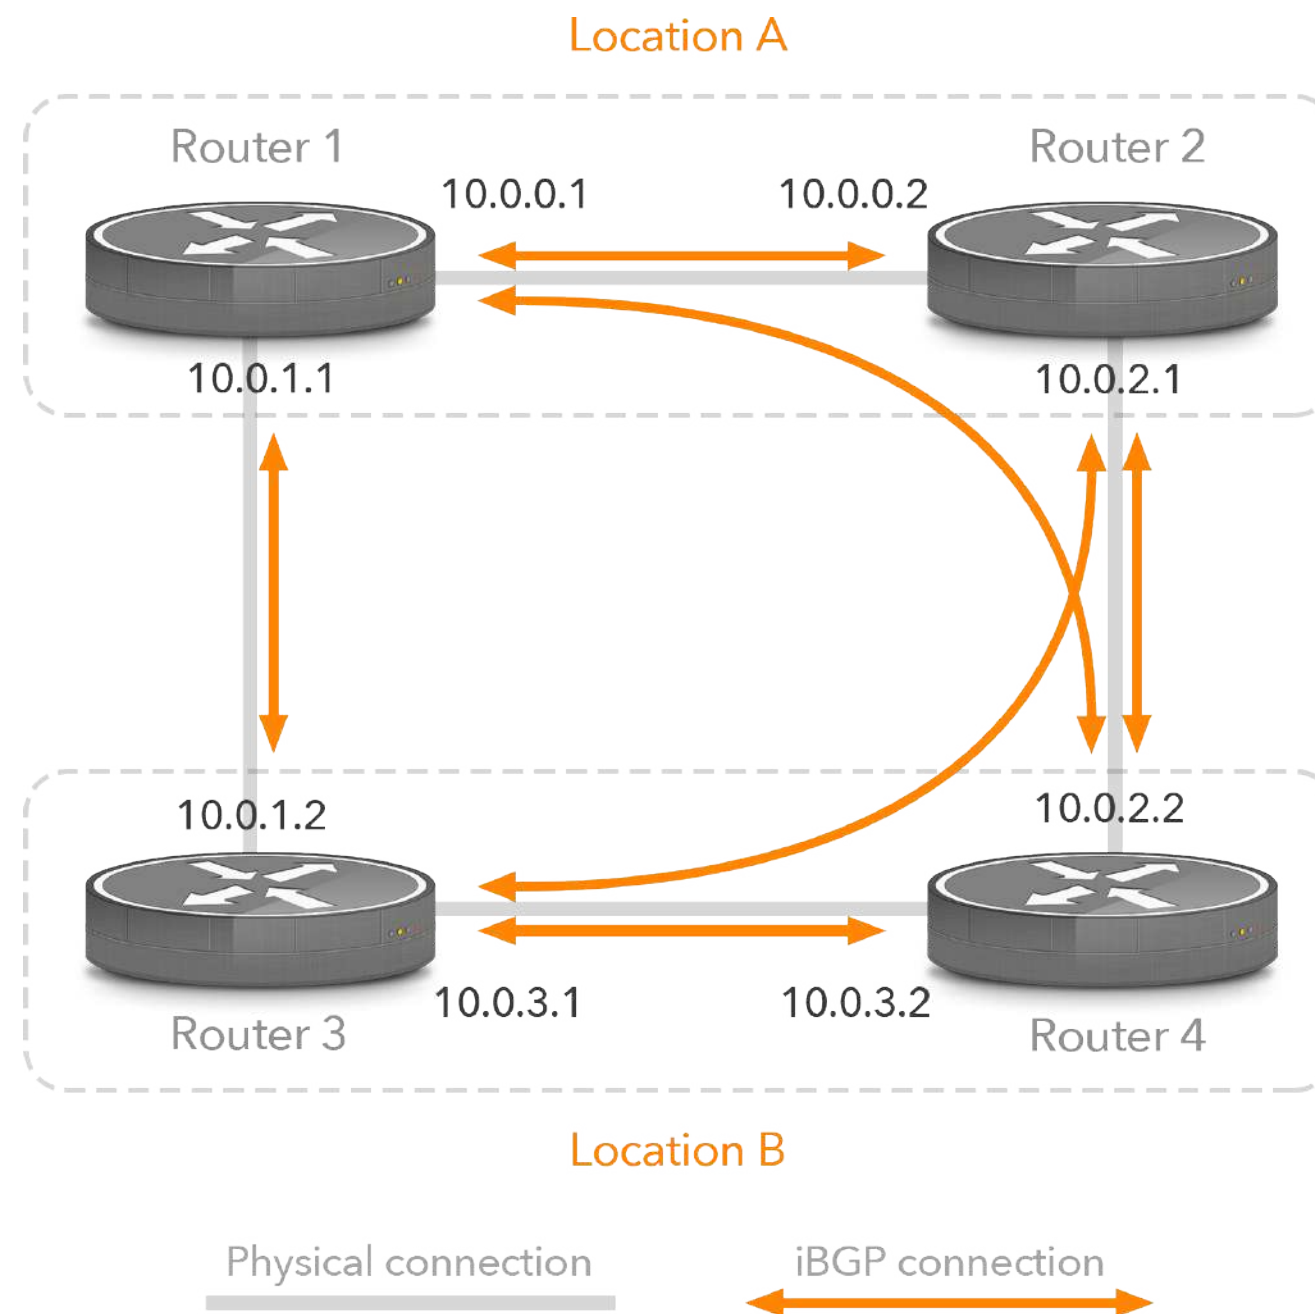 Location A
Router 1
Router 2
10.0.0.1
10.0.0.2
10.0.1.1
10.0.2.1
10.0.1.2
10.0.2.2
10.0.3.1
10.0.3.2
Router 3
Router 4
Location B
Physical connection
iBGP connection